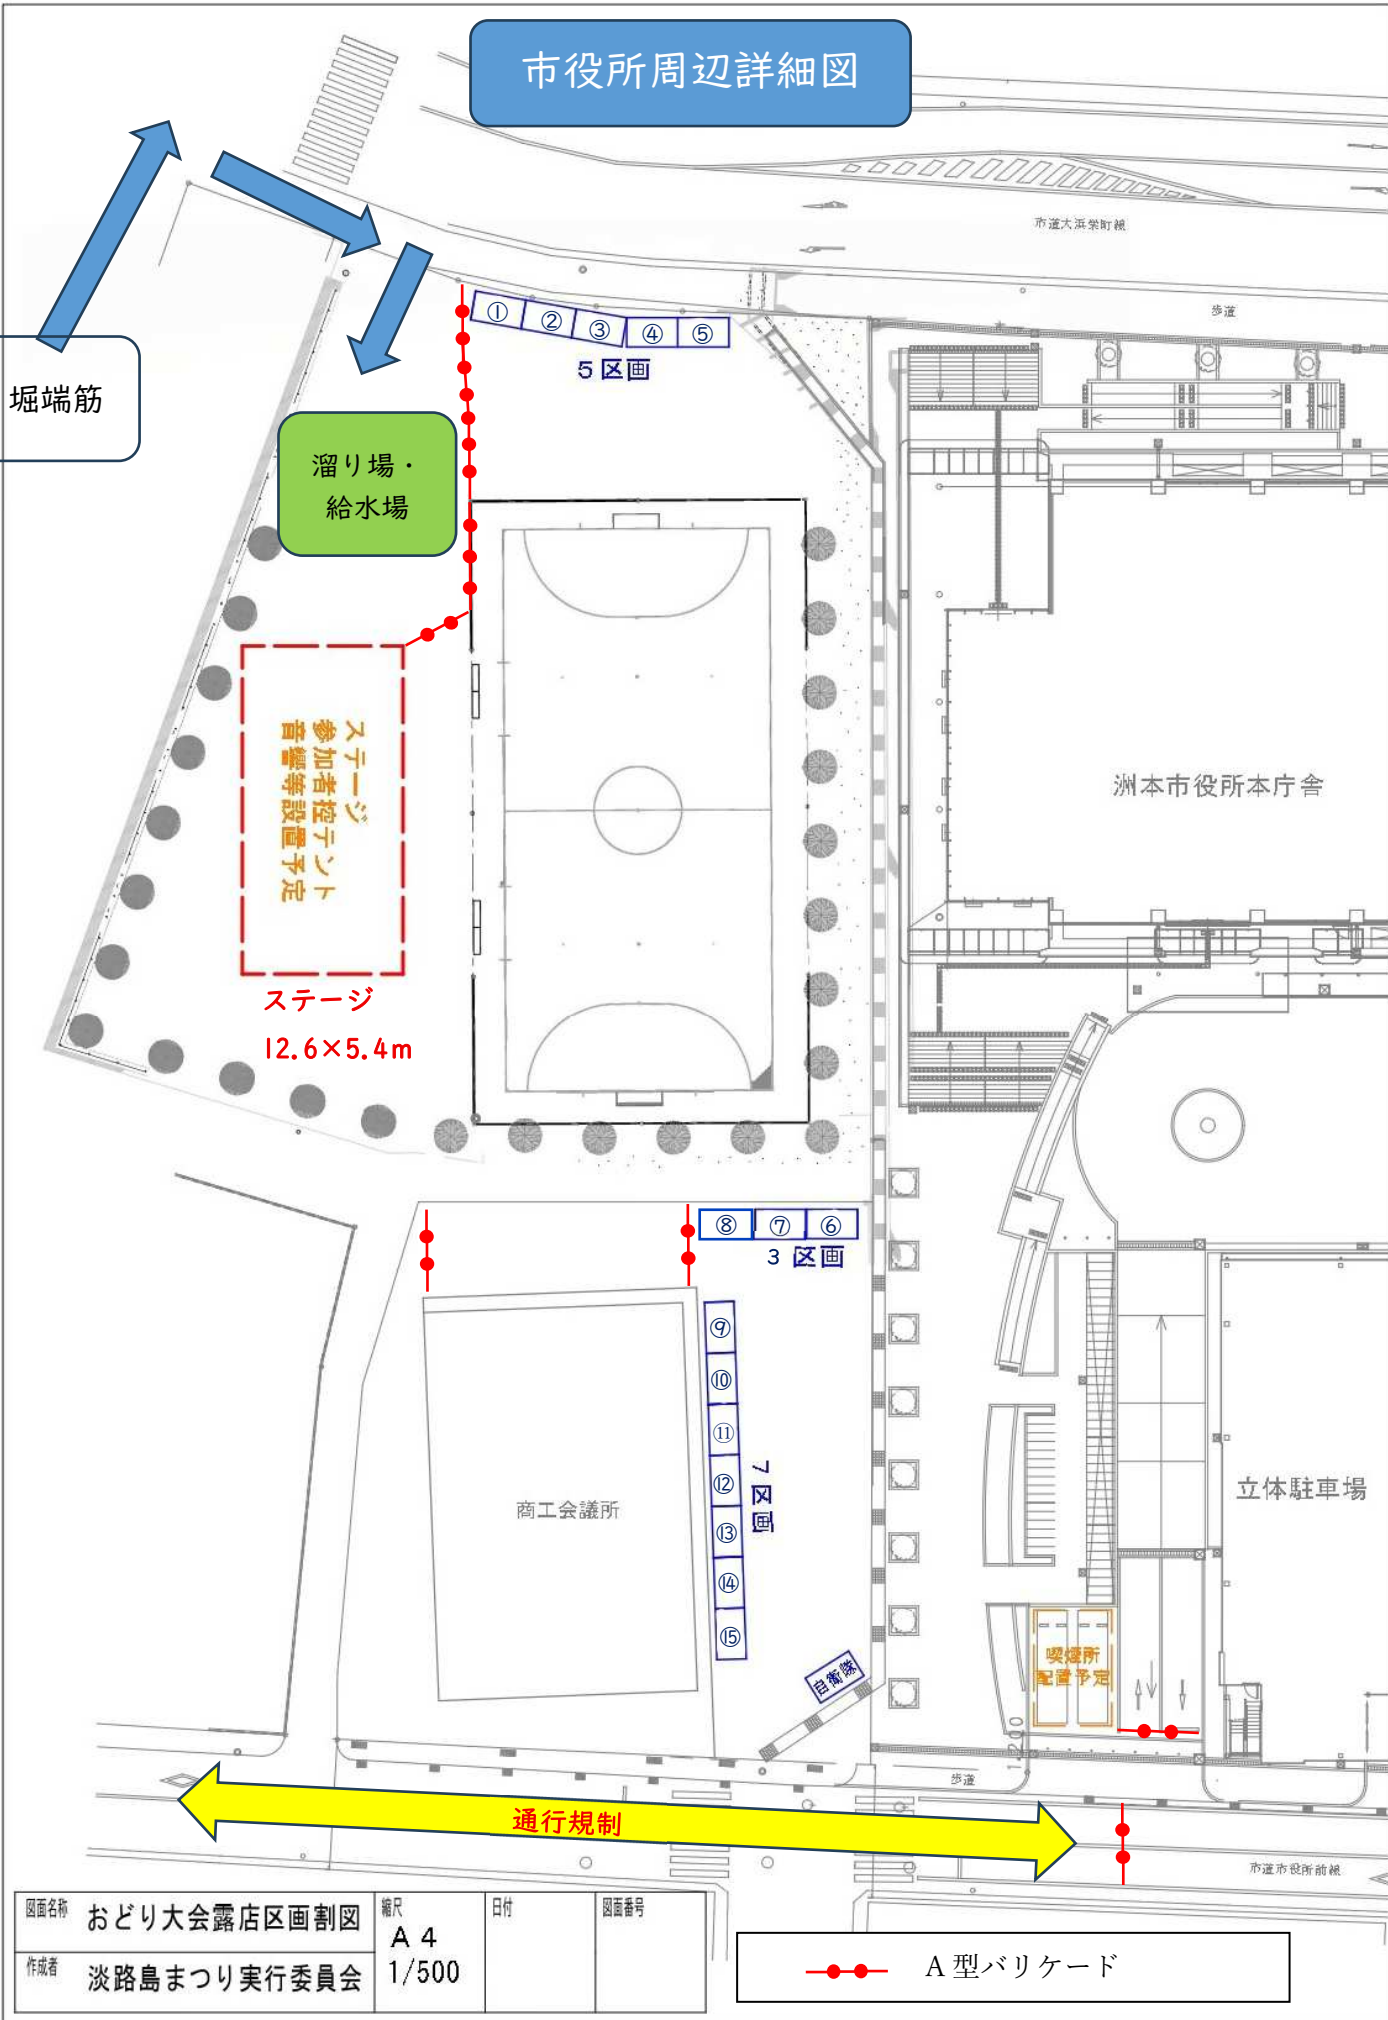 市役所周辺詳細図
市道大浜栄町線
歩道
① ② ③ ④ ⑤
5区画
堀端筋
溜り場・
給水場
ステージ
参加者控テント
音響等設置予定
洲本市役所本庁舎
ステージ
12.6×5.4m
⑧ ⑦ ⑥
3 区画
⑨
⑩
⑪
⑫
⑬
⑭
⑮
7区画
商工会議所
立体駐車場
自衛隊
喫煙所
配置予定
1200
歩道
通行規制
市道市役所前線
図面名称 おどり大会露店区画割図
縮尺
A 4
1/500
日付
図面番号
作成者 淡路島まつり実行委員会
A型バリケード